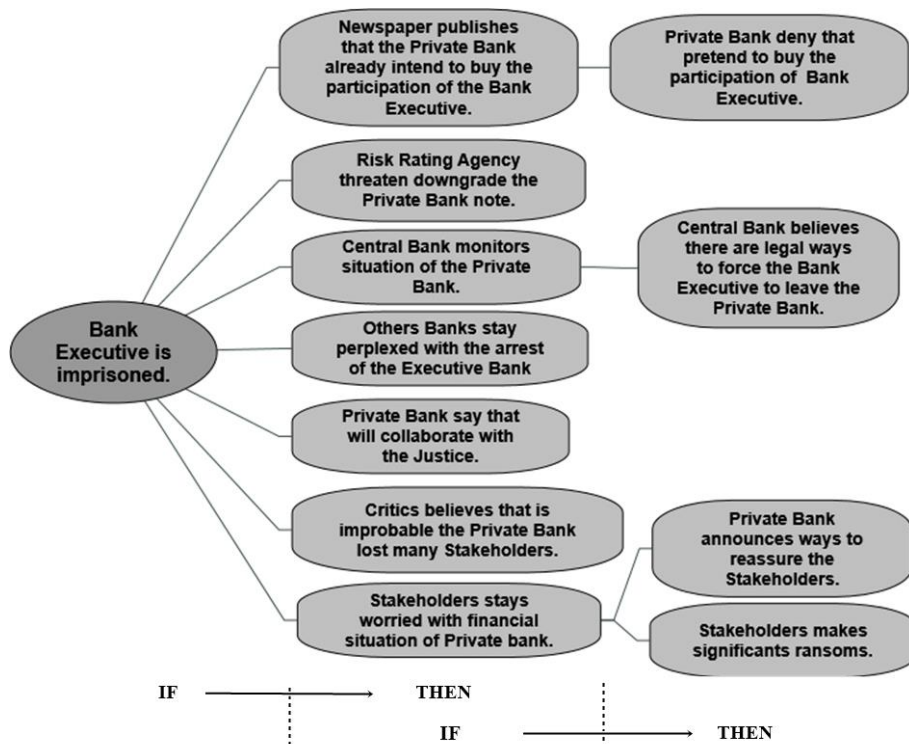 Newspaper publishes
that the Private Bank
already intend to buy the
participation of the Bank
Executive.
Private Bank deny that
pretend to buy the
participation of Bank
Executive.
Risk Rating Agency
threaten downgrade the
Private Bank note.
Central Bank monitors
situation of the Private
Bank.
Central Bank believes
there are legal ways
to force the Bank
Executive to leave the
Private Bank.
Bank
Executive is
imprisoned.
Others Banks stay
perplexed with the arrest
of the Executive Bank
Private Bank say that
will collaborate with
the Justice.
Critics believes that is
improbable the Private Bank
lost many Stakeholders.
Private Bank
announces ways to
reassure the
Stakeholders.
Stakeholders stays
worried with financial
situation of Private bank.
Stakeholders makes
significants ransoms.
IF THEN
IF THEN